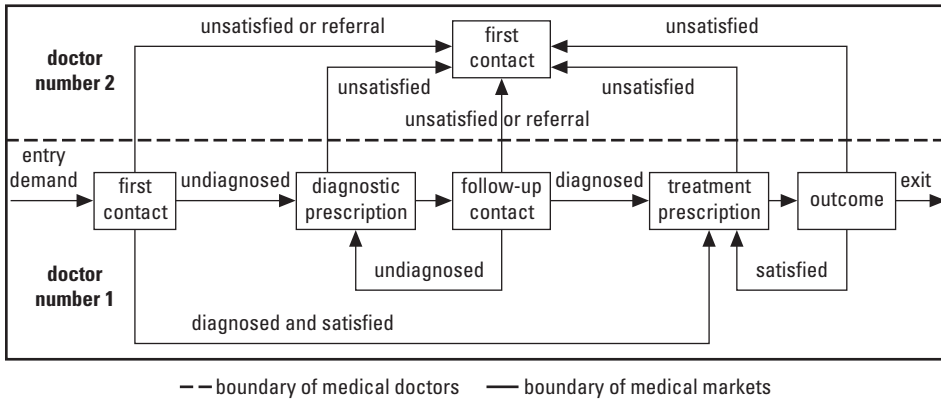 unsatisfied or referral
unsatisfied
first
contact
doctor
number 2
unsatisfied
unsatisfied
unsatisfied or referral
entry
demand
undiagnosed
diagnosed
exit
first
contact
diagnostic
prescription
follow-up
contact
treatment
prescription
outcome
doctor
number 1
undiagnosed
satisfied
diagnosed and satisfied
boundary of medical doctors
boundary of medical markets